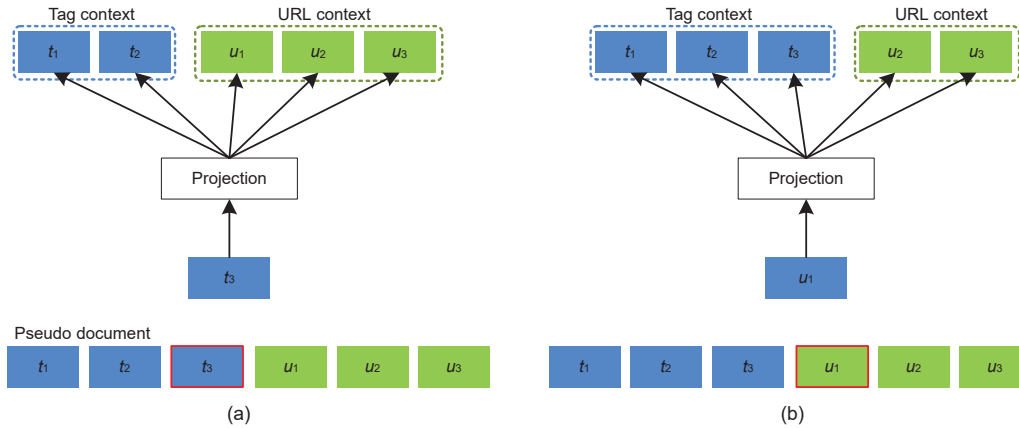 Tag context URL context
t1 t2 u1 u2 u3
Projection
t3
Pseudo document
t1 t2 t3 u1 u2 u3
(a)
Tag context URL context
t1 t2 t3 u2 u3
Projection
u1
t1 t2 t3 u1 u2 u3
(b)